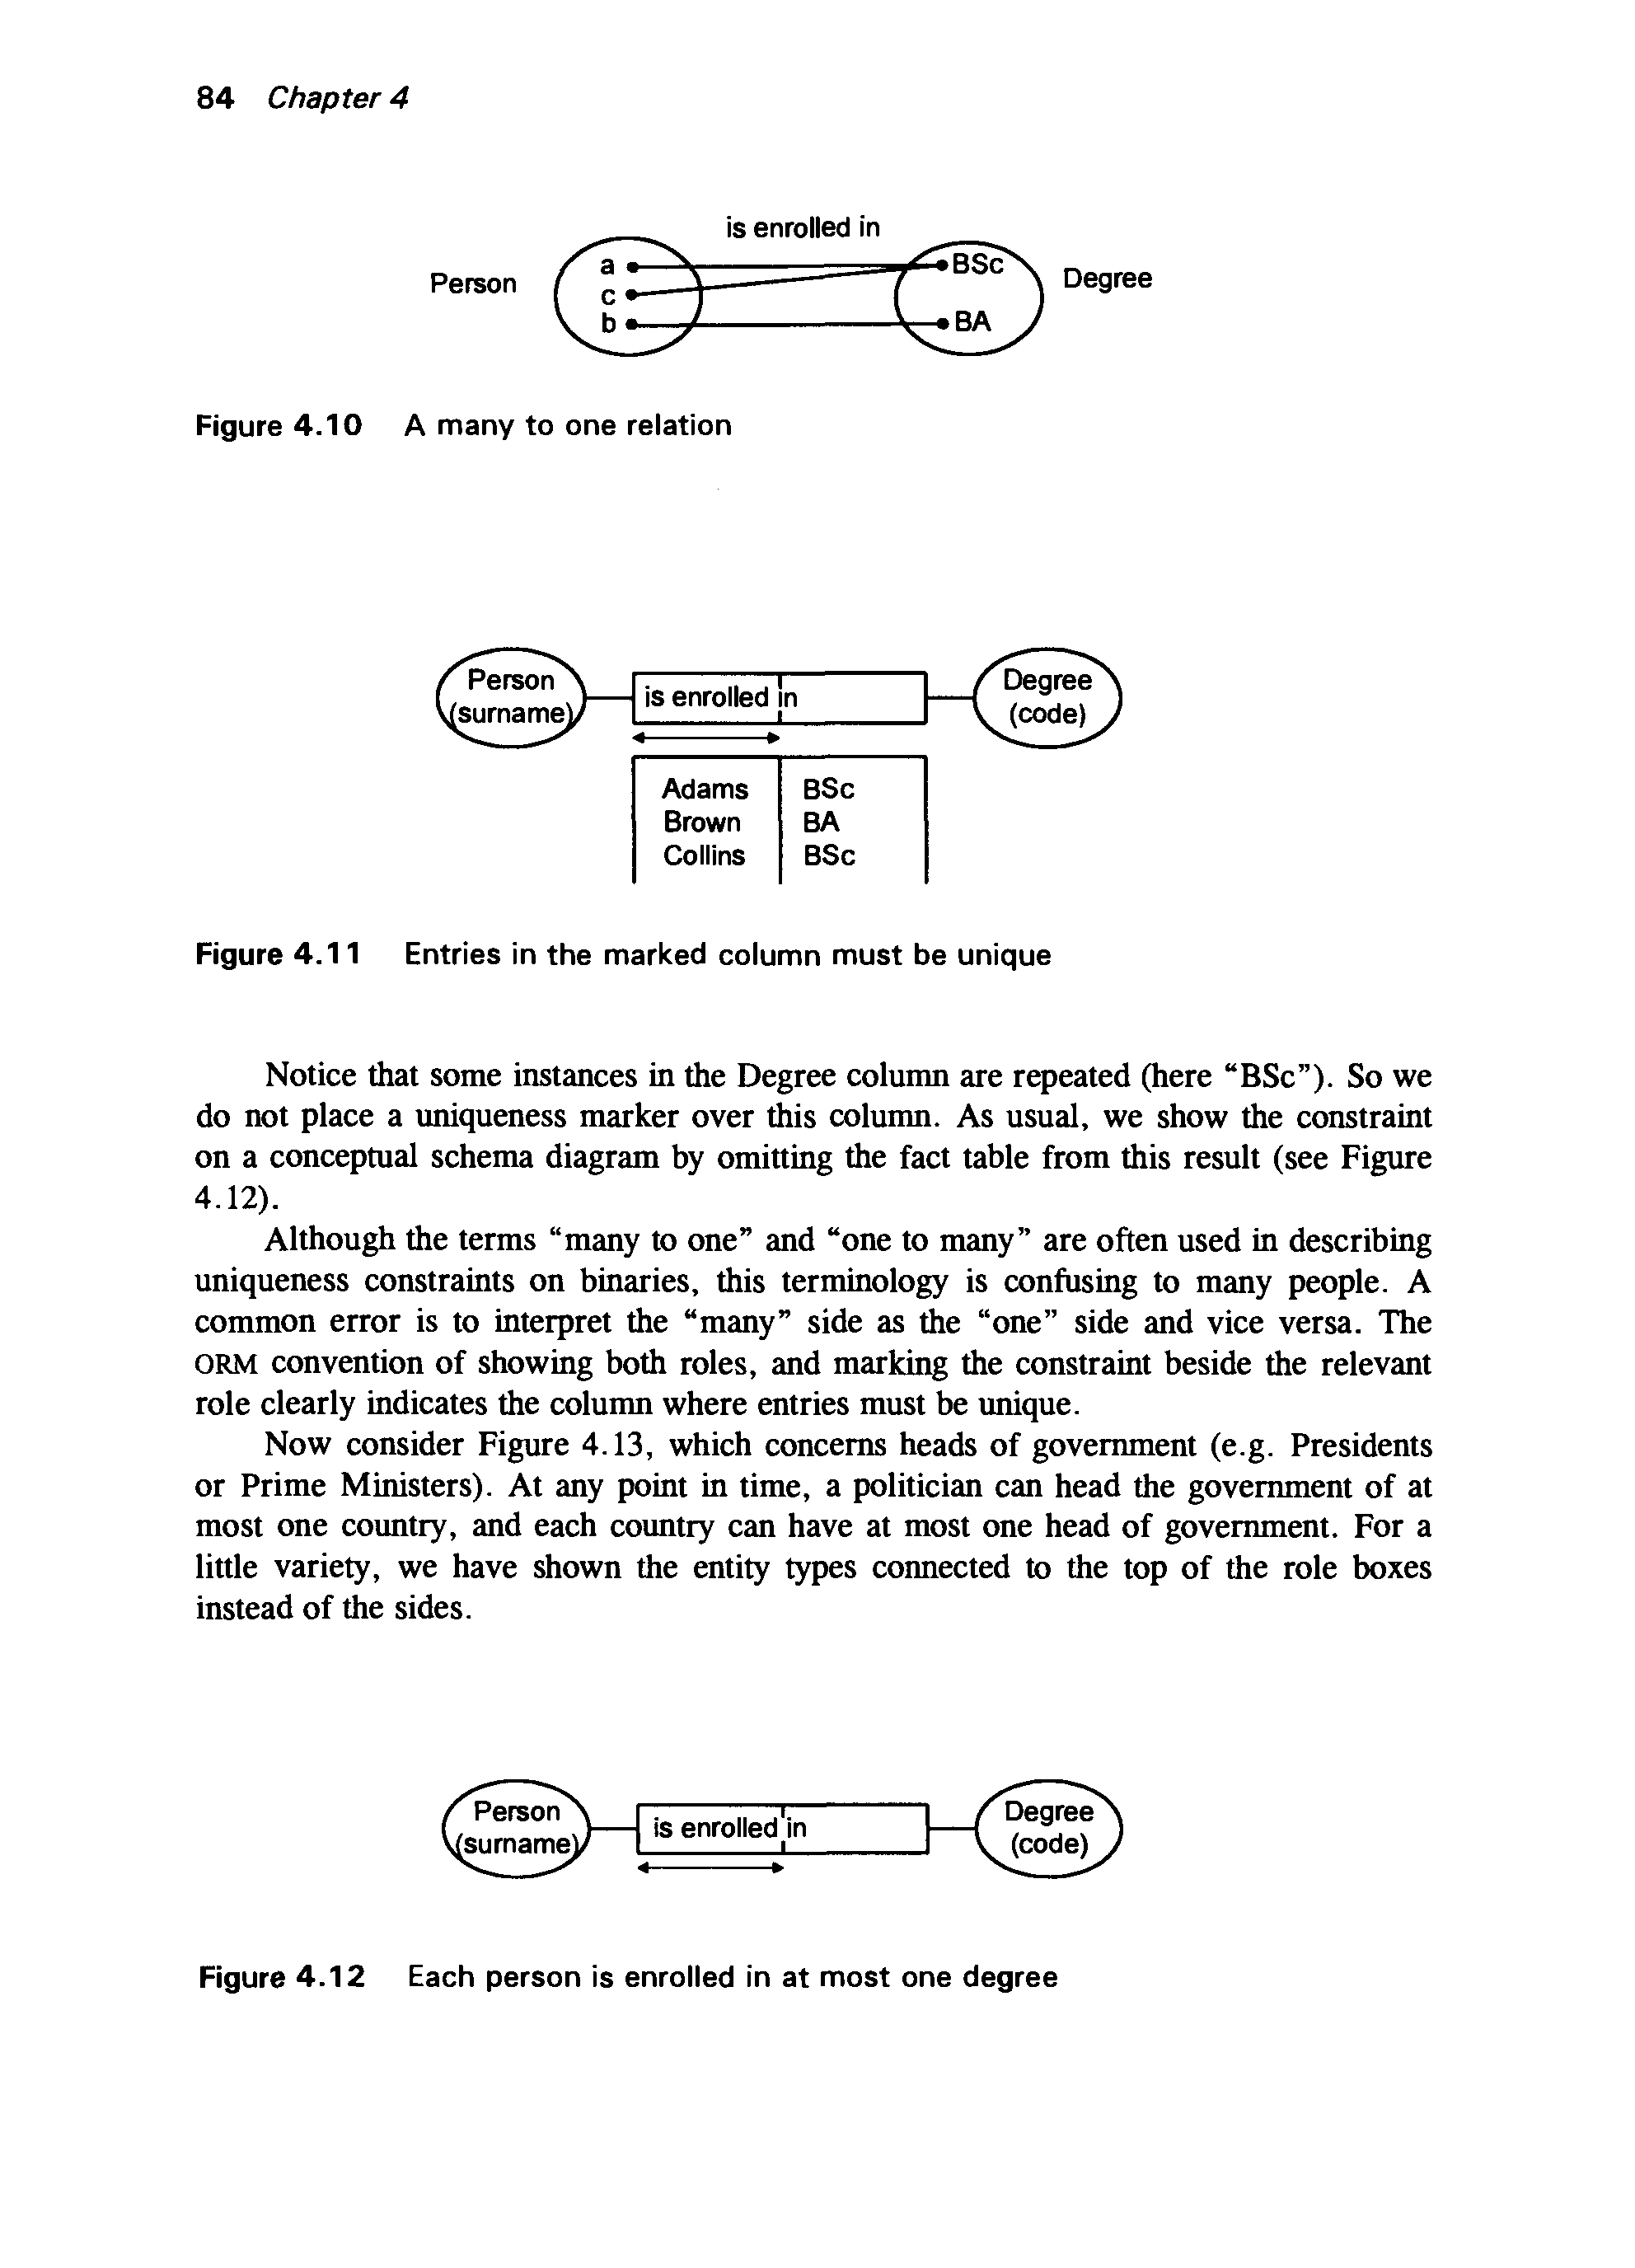 84 Chapter 4
is enrolled in
Person
a
c
b
BSc
BA
Degree
Figure 4.10 A many to one relation
Person
(surname)
is enrolled in
Degree
(code)
Adams BSc
Brown BA
Collins BSc
Figure 4.11 Entries in the marked column must be unique
Notice that some instances in the Degree column are repeated (here “BSc”). So we
do not place a uniqueness marker over this column. As usual, we show the constraint
on a conceptual schema diagram by omitting the fact table from this result (see Figure
4.12).
Although the terms “many to one” and “one to many” are often used in describing
uniqueness constraints on binaries, this terminology is confusing to many people. A
common error is to interpret the “many” side as the “one” side and vice versa. The
ORM convention of showing both roles, and marking the constraint beside the relevant
role clearly indicates the column where entries must be unique.
Now consider Figure 4.13, which concerns heads of government (e.g. Presidents
or Prime Ministers). At any point in time, a politician can head the government of at
most one country, and each country can have at most one head of government. For a
little variety, we have shown the entity types connected to the top of the role boxes
instead of the sides.
Person
(surname)
is enrolled in
Degree
(code)
Figure 4.12 Each person is enrolled in at most one degree